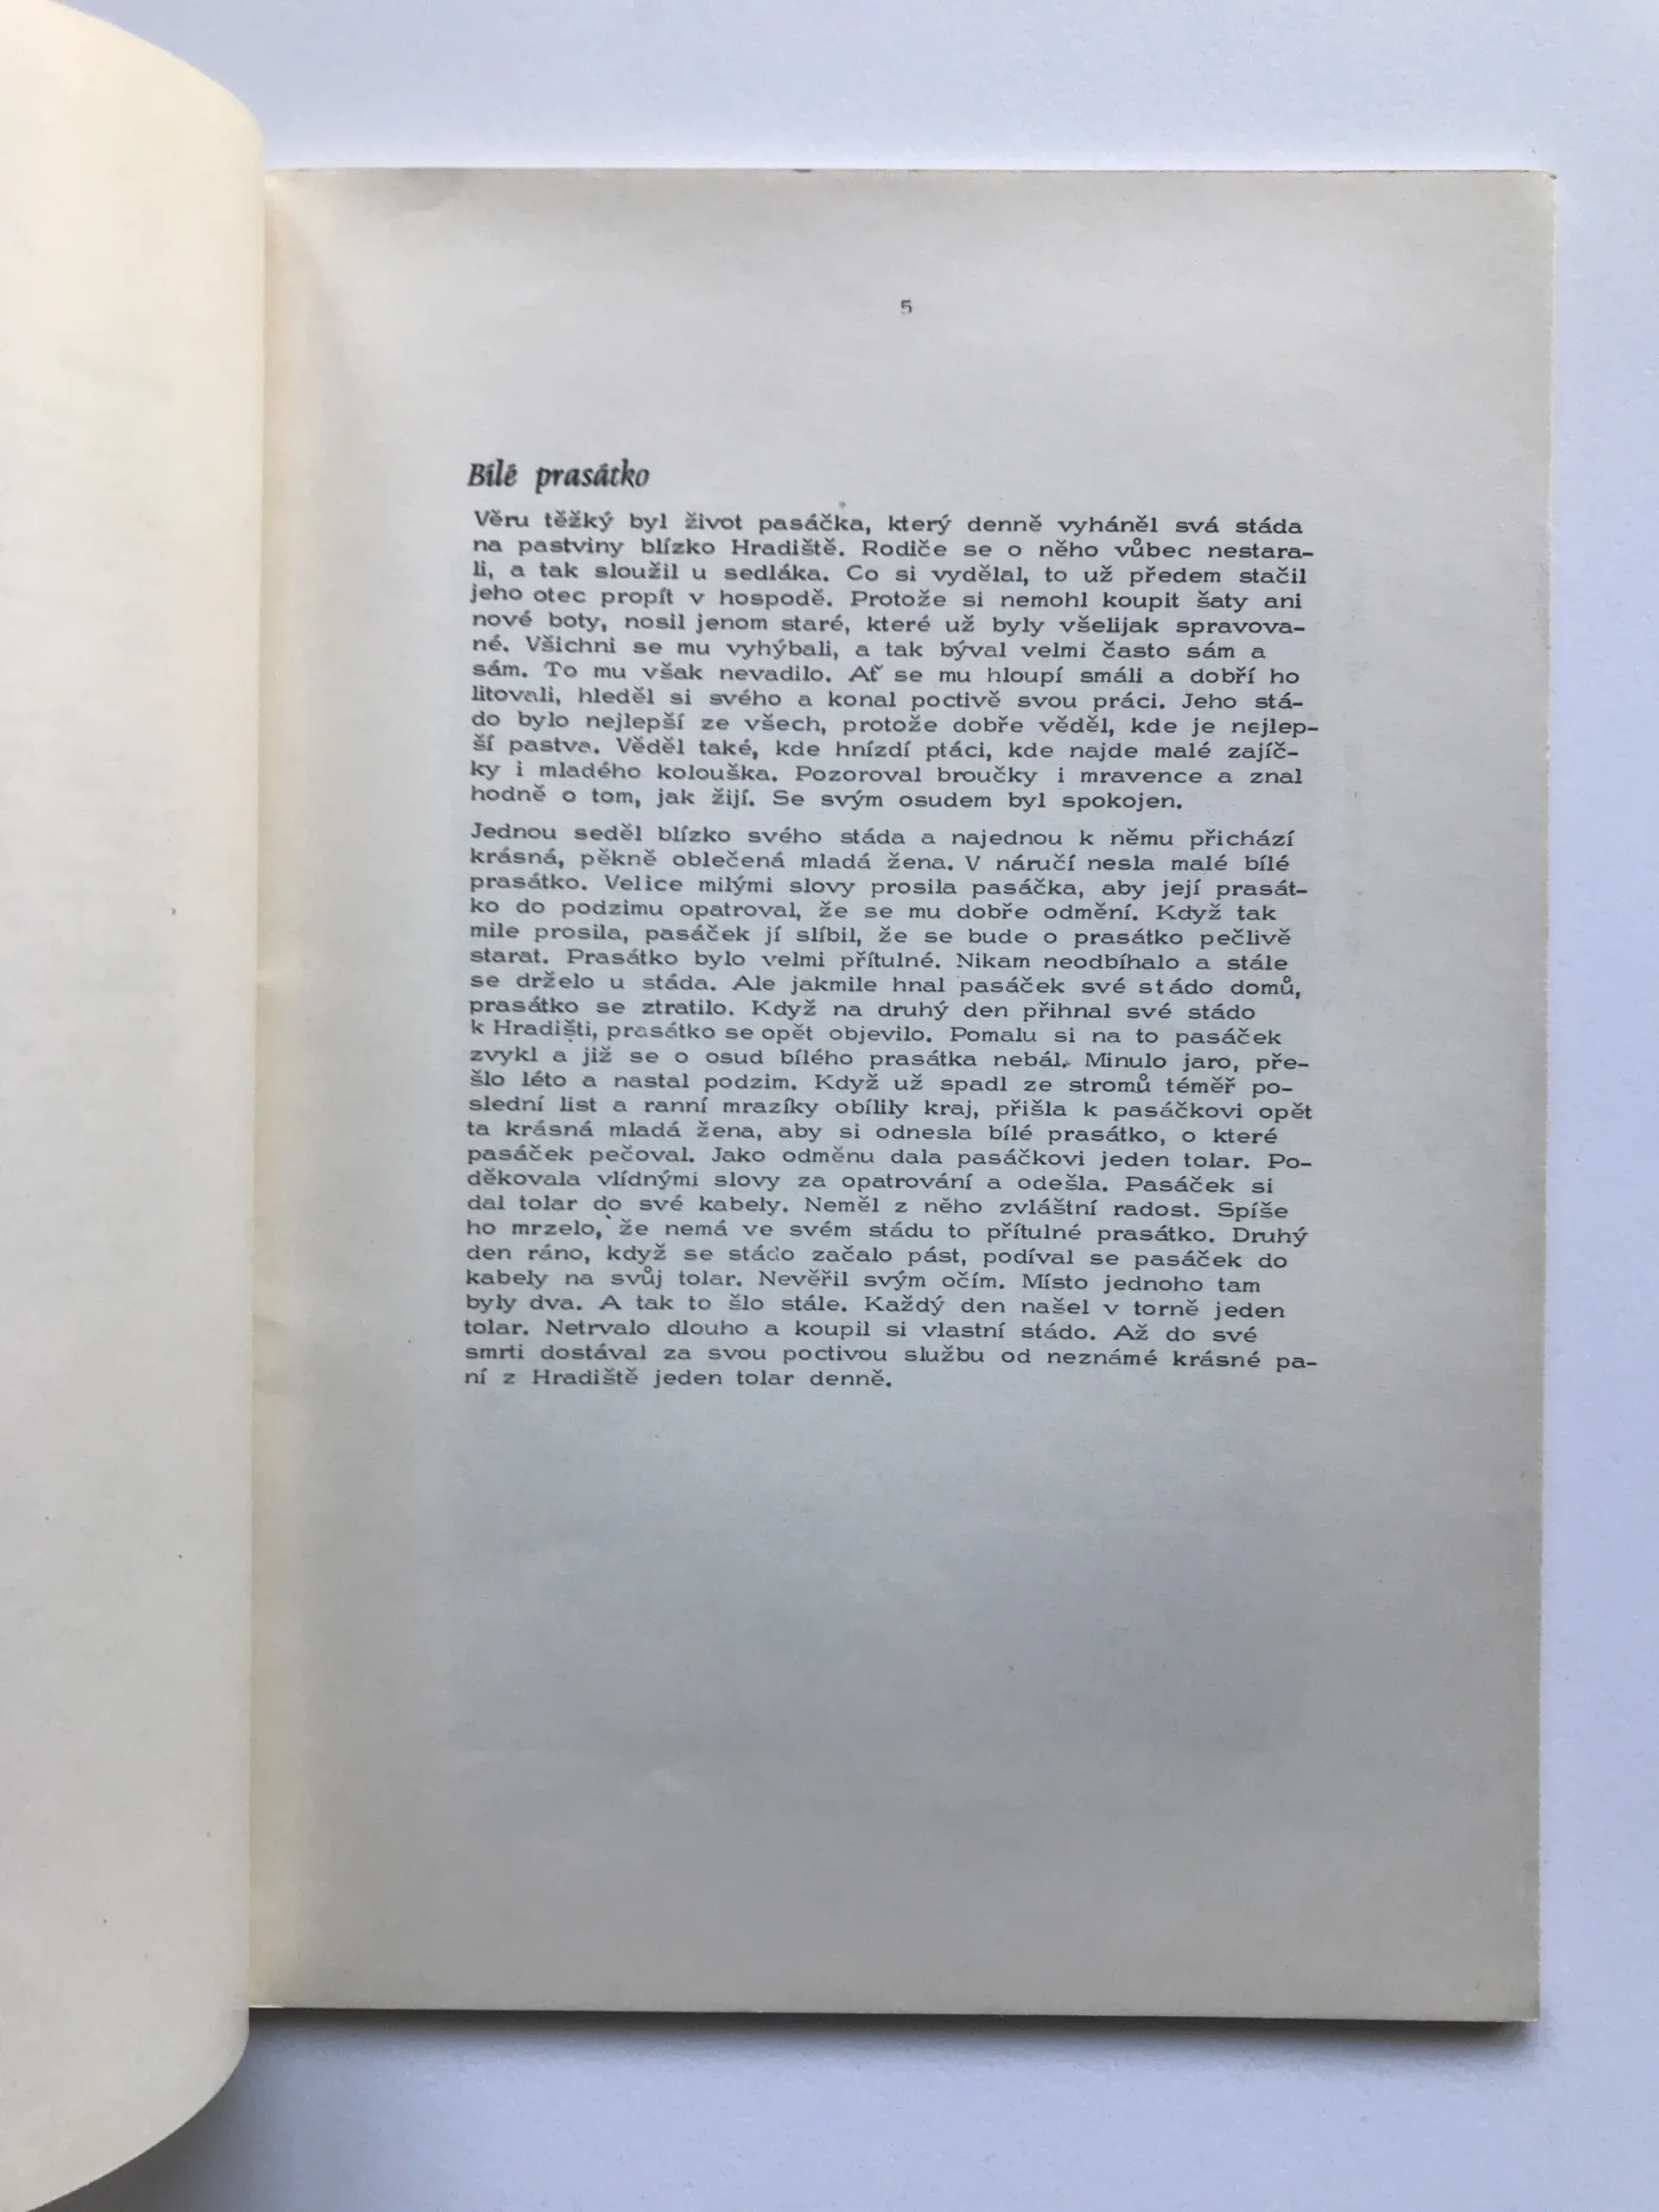 5
Bílé prasátko
Věru těžký byl život pasáčka, který denně vyháněl svá stáda
na pastviny blízko Hradiště. Rodiče se o něho vůbec nestara-
li, a tak sloužil u sedláka. Co si vydělal, to už předem stačil
jeho otec propít v hospodě. Protože si nemohl koupit šaty ani
nové boty, nosil jenom staré, které už byly všelijak spravova-
né. Všichni se mu vyhýbali, a tak býval velmi často sám a
sám. To mu však nevadilo. Ať se mu hloupí smáli a dobří ho
litovali, hleděl si svého a konal poctivě svou práci. Jeho stá-
do bylo nejlepší ze všech, protože dobře věděl, kde je nejlep-
ší pastva. Věděl také, kde hnízdí ptáci, kde najde malé zajíč-
ky i mladého kolouška. Pozoroval broučky i mravence a znal
hodně o tom, jak žijí. Se svým osudem byl spokojen.
Jednou seděl blízko svého stáda a najednou k němu přichází
krásná, pěkně oblečená mladá žena. V náručí nesla malé bílé
prasátko. Velice milými slovy prosila pasáčka, aby její prasát-
ko do podzimu opatroval, že se mu dobře odmění. Když tak
mile prosila, pasáček jí slíbil, že se bude o prasátko pečlivě
starat. Prasátko bylo velmi přítulné. Nikam neodbíhalo a stále
se drželo u stáda. Ale jakmile hnal pasáček své stádo domů,
prasátko se ztratilo. Když na druhý den přihnal své stádo
k Hradišti, prasátko se opět objevilo. Pomalu si na to pasáček
zvykl a již se o osud bílého prasátka nebál. Minulo jaro, pře-
šlo léto a nastal podzim. Když už spadl ze stromů téměř po-
slední list a ranní mrazíky obílily kraj, přišla k pasáčkovi opět
ta krásná mladá žena, aby si odnesla bílé prasátko, o které
pasáček pečoval. Jako odměnu dala pasáčkovi jeden tolar. Po-
děkovala vlídnými slovy za opatrování a odešla. Pasáček si
dal tolar do své kabely. Neměl z něho zvláštní radost. Spíše
ho mrzelo, že nemá ve svém stádu to přítulné prasátko. Druhý
den ráno, když se stádo začalo pást, podíval se pasáček do
kabely na svůj tolar. Nevěřil svým očím. Místo jednoho tam
byly dva. A tak to šlo stále. Každý den našel v torně jeden
tolar. Netrvalo dlouho a koupil si vlastní stádo. Až do své
smrti dostával za svou poctivou službu od neznámé krásné pa-
ní z Hradiště jeden tolar denně.